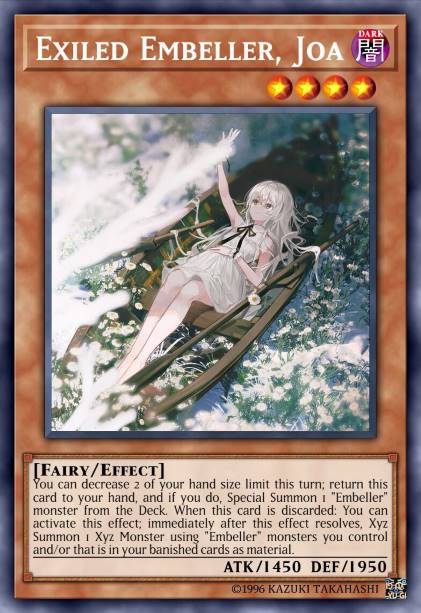 Exiled Embeller, Joa
DARK
闇
[Fairy/Effect]
You can decrease 2 of your hand size limit this turn; return this
card to your hand, and if you do, Special Summon 1 "Embeller"
monster from the Deck. When this card is discarded: You can
activate this effect; immediately after this effect resolves, Xyz
Summon 1 Xyz Monster using "Embeller" monsters you control
and/or that is in your banished cards as material.
ATK/1450 DEF/1950
©1996 KAZUKI TAKAHASHI